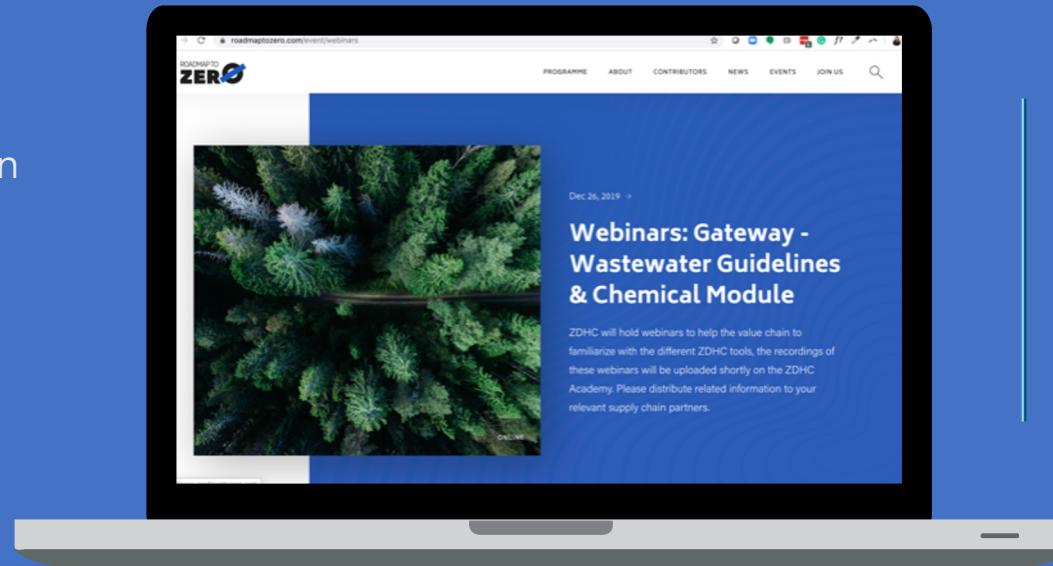 n
roadmaptozero.com/event/webinars
ROADMAP TO
ZERO
PROGRAMME ABOUT CONTRIBUTORS NEWS EVENTS JOIN US
Dec 26, 2019 →
Webinars: Gateway -
Wastewater Guidelines
& Chemical Module
ZDHC will hold webinars to help the value chain to
familiarize with the different ZDHC tools, the recordings of
these webinars will be uploaded shortly on the ZDHC
Academy. Please distribute related information to your
relevant supply chain partners.
ONLINE